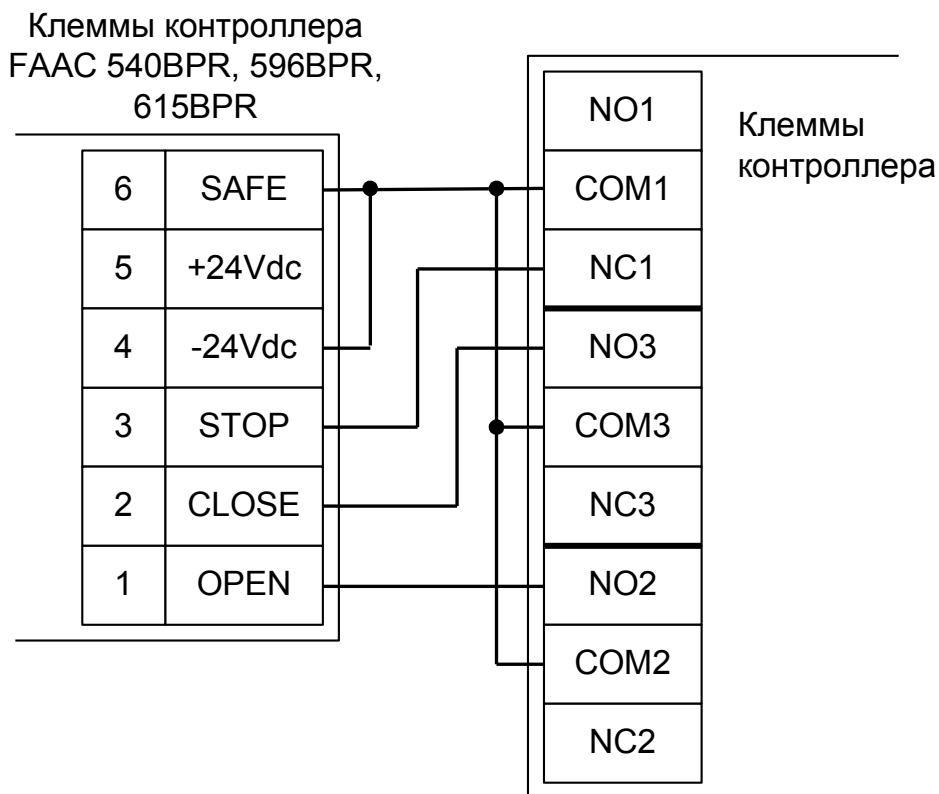 Клеммы контроллера
FAAC 540BPR, 596BPR,
615BPR
6 SAFE
5 +24Vdc
4 -24Vdc
3 STOP
2 CLOSE
1 OPEN
NO1
COM1
NC1
NO3
COM3
NC3
NO2
COM2
NC2
Клеммы
контроллера